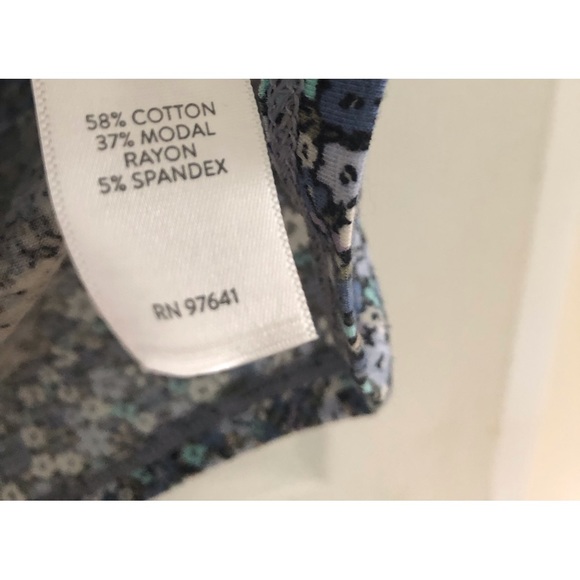 58% COTTON
37% MODAL
RAYON
5% SPANDEX
RN 97641